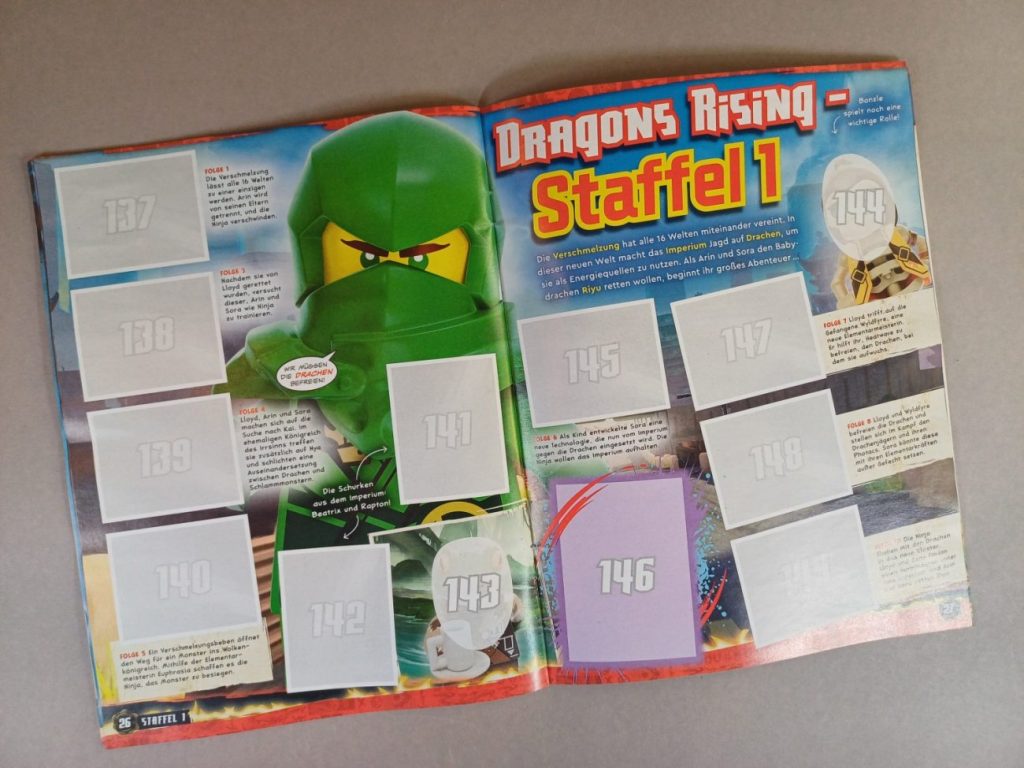 137
FOLGE 1
Die Verschmelzung
lässt alle 16 Welten
zu einer einzigen
werden. Arin wird
von seinen Eltern
getrennt, und die
Ninja verschwinden.
138
Nachdem sie von
Lloyd gerettet
wurden, versucht
dieser, Arin und
Sora wie Ninja
zu trainieren.
WIR MÜSSEN
DIE DRACHEN
BEFREIEN!
139
FOLGE 4
Lloyd, Arin und Sora
machen sich auf die
Suche nach Kai. Im
ehemaligen Königreich
des Irrsinns treffen
sie zusätzlich auf Nya
und schlichten eine
Auseinandersetzung
zwischen Drachen und
Schlammmonstern.
141
Die Schurken
aus dem Imperium:
Beatrix und Rapton!
140
142
143
FOLGE 5 Ein Verschmelzungsbeben öffnet
den Weg für ein Monster ins Wolken-
königreich. Mithilfe der Elementar-
meisterin Euphrasia schaffen es die
Ninja, das Monster zu besiegen.
26 STAFFEL 1
DRAGONS RISING –
Staffel 1
Bonzle
spielt noch eine
wichtige Rolle!
144
Die Verschmelzung hat alle 16 Welten miteinander vereint. In
dieser neuen Welt macht das Imperium Jagd auf Drachen, um
sie als Energiequellen zu nutzen. Als Arin und Sora den Baby-
drachen Riyu retten wollen, beginnt ihr großes Abenteuer ...
145
147
FOLGE 7 Lloyd trifft auf die
Gefangene Wyldfyre, eine
neue Elementarmeisterin.
Er hilft ihr, Heatwave zu
befreien, den Drachen, bei
dem sie aufwuchs.
FOLGE 6 Als Kind entwickelte Sora eine
neue Technologie, die nun vom Imperium
gegen die Drachen eingesetzt wird. Die
Ninja wollen das Imperium aufhalten.
148
FOLGE 8 Lloyd und Wyldfyre
befreien die Drachen und
stellen sich im Kampf den
Drachenjägern und ihren
Photacs. Sora könnte diese
mit ihren Elementarkräften
außer Gefecht setzen.
146
Die Ninja
27